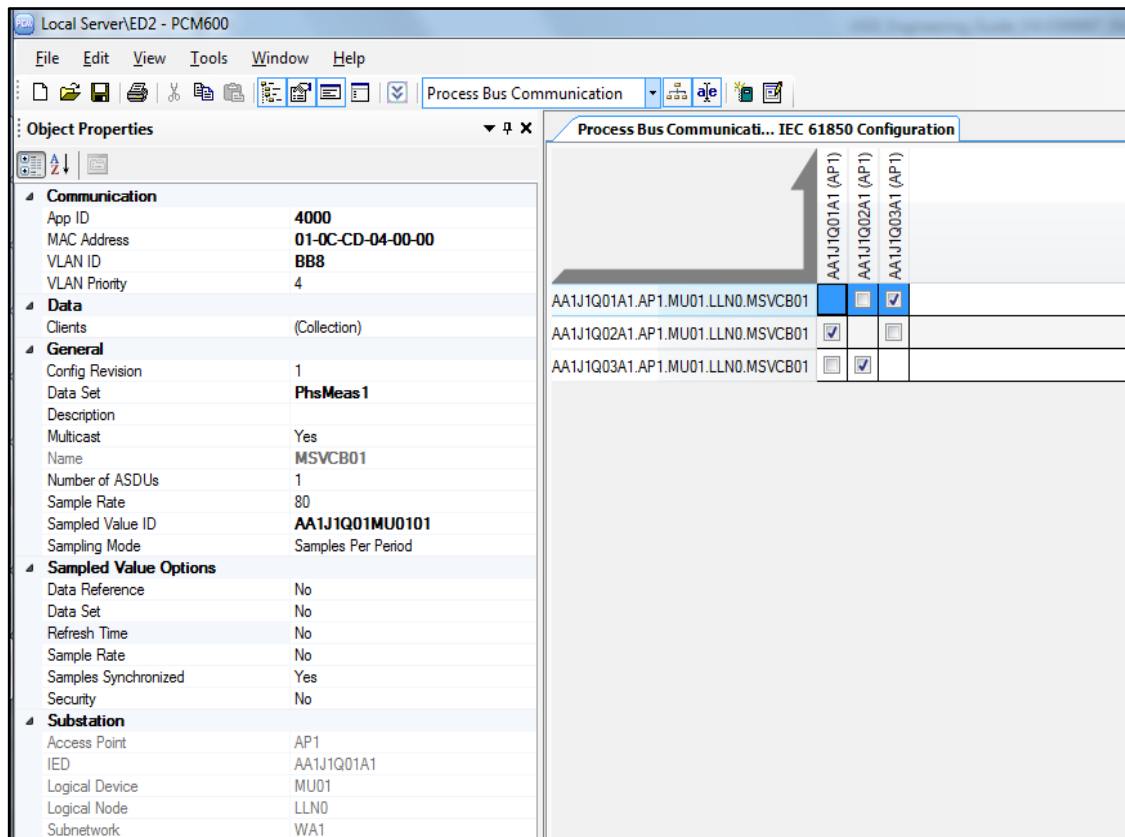 PCM Local Server\ED2 - PCM600
File Edit View Tools Window Help
Process Bus Communication
Object Properties
Process Bus Communicati... IEC 61850 Configuration
Communication
App ID 4000
MAC Address 01-0C-CD-04-00-00
VLAN ID BB8
VLAN Priority 4
Data
Clients (Collection)
General
Config Revision 1
Data Set PhsMeas1
Description
Multicast Yes
Name MSVCB01
Number of ASDUs 1
Sample Rate 80
Sampled Value ID AA1J1Q01MU0101
Sampling Mode Samples Per Period
Sampled Value Options
Data Reference No
Data Set No
Refresh Time No
Sample Rate No
Samples Synchronized Yes
Security No
Substation
Access Point AP1
IED AA1J1Q01A1
Logical Device MU01
Logical Node LLN0
Subnetwork WA1
AA1J1Q01A1 (AP1)
AA1J1Q02A1 (AP1)
AA1J1Q03A1 (AP1)
AA1J1Q01A1.AP1.MU01.LLN0.MSVCB01
AA1J1Q02A1.AP1.MU01.LLN0.MSVCB01
AA1J1Q03A1.AP1.MU01.LLN0.MSVCB01